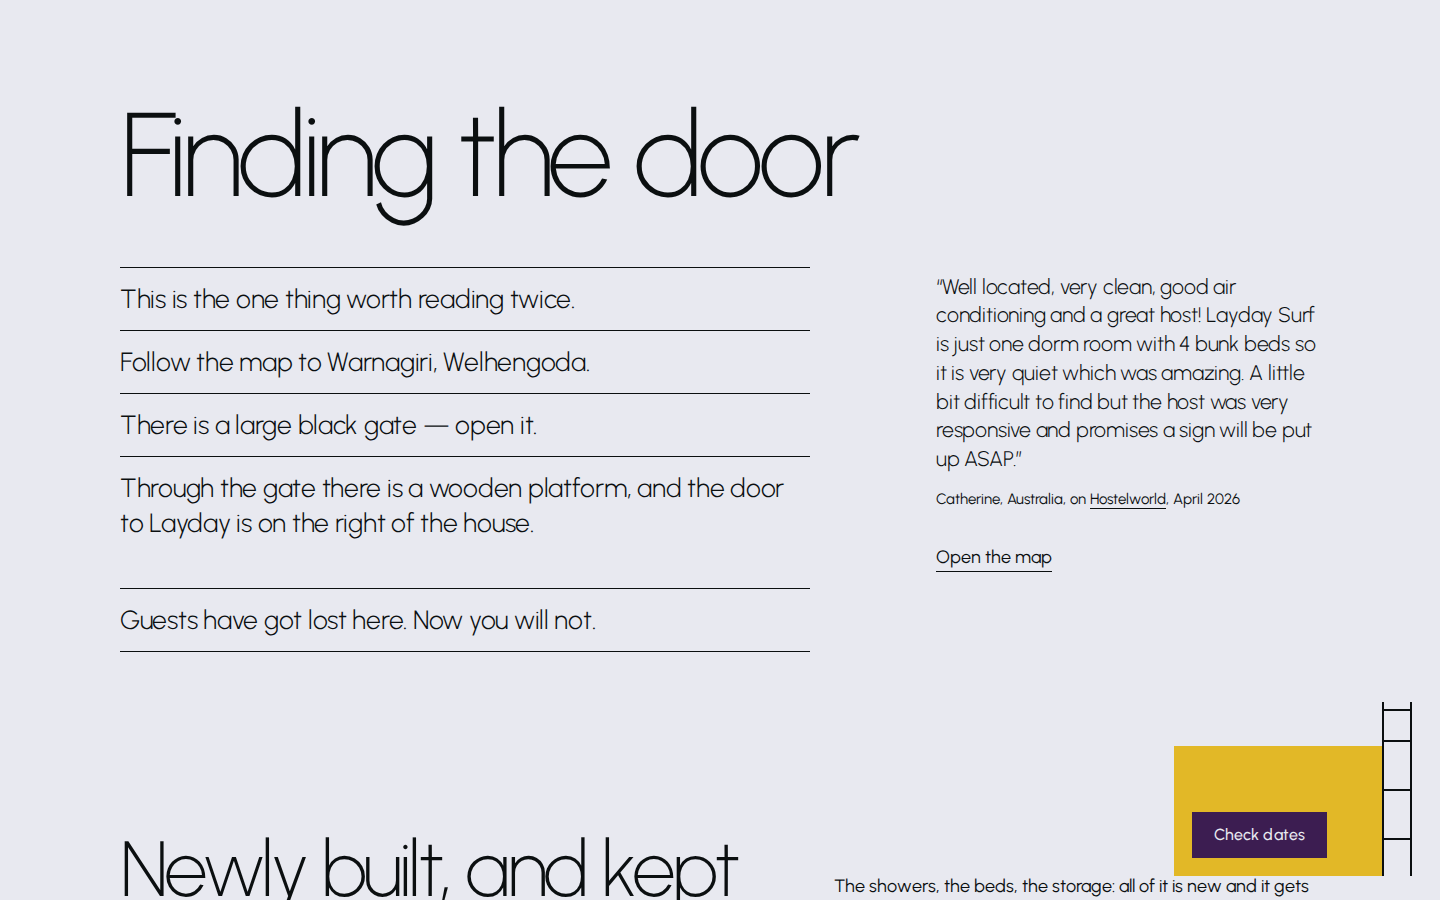 Finding the door
This is the one thing worth reading twice.
Follow the map to Warnagiri, Welhengoda.
There is a large black gate — open it.
Through the gate there is a wooden platform, and the door
to Layday is on the right of the house.
Guests have got lost here. Now you will not.
“Well located, very clean, good air
conditioning and a great host! Layday Surf
is just one dorm room with 4 bunk beds so
it is very quiet which was amazing. A little
bit difficult to find but the host was very
responsive and promises a sign will be put
up ASAP.”
Catherine, Australia, on Hostelworld, April 2026
Open the map
Check dates
Newly built, and kept
The showers, the beds, the storage: all of it is new and it gets